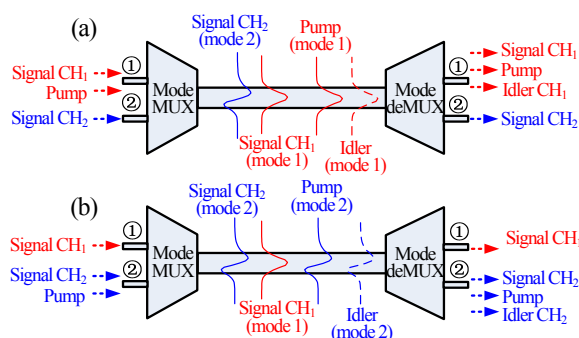 (a)
Signal CH2
(mode 2)
Pump
(mode 1)
Signal CH1
Pump
Signal CH2
①
②
Mode
MUX
Signal CH1
(mode 1)
Idler
(mode 1)
Mode
deMUX
①
②
Signal CH1
Pump
Idler CH1
Signal CH2
(b)
Signal CH2
(mode 2)
Pump
(mode 2)
Signal CH1
Signal CH2
Pump
①
②
Mode
MUX
Signal CH1
(mode 1)
Idler
(mode 2)
Mode
deMUX
①
②
Signal CH
Signal CH2
Pump
Idler CH2